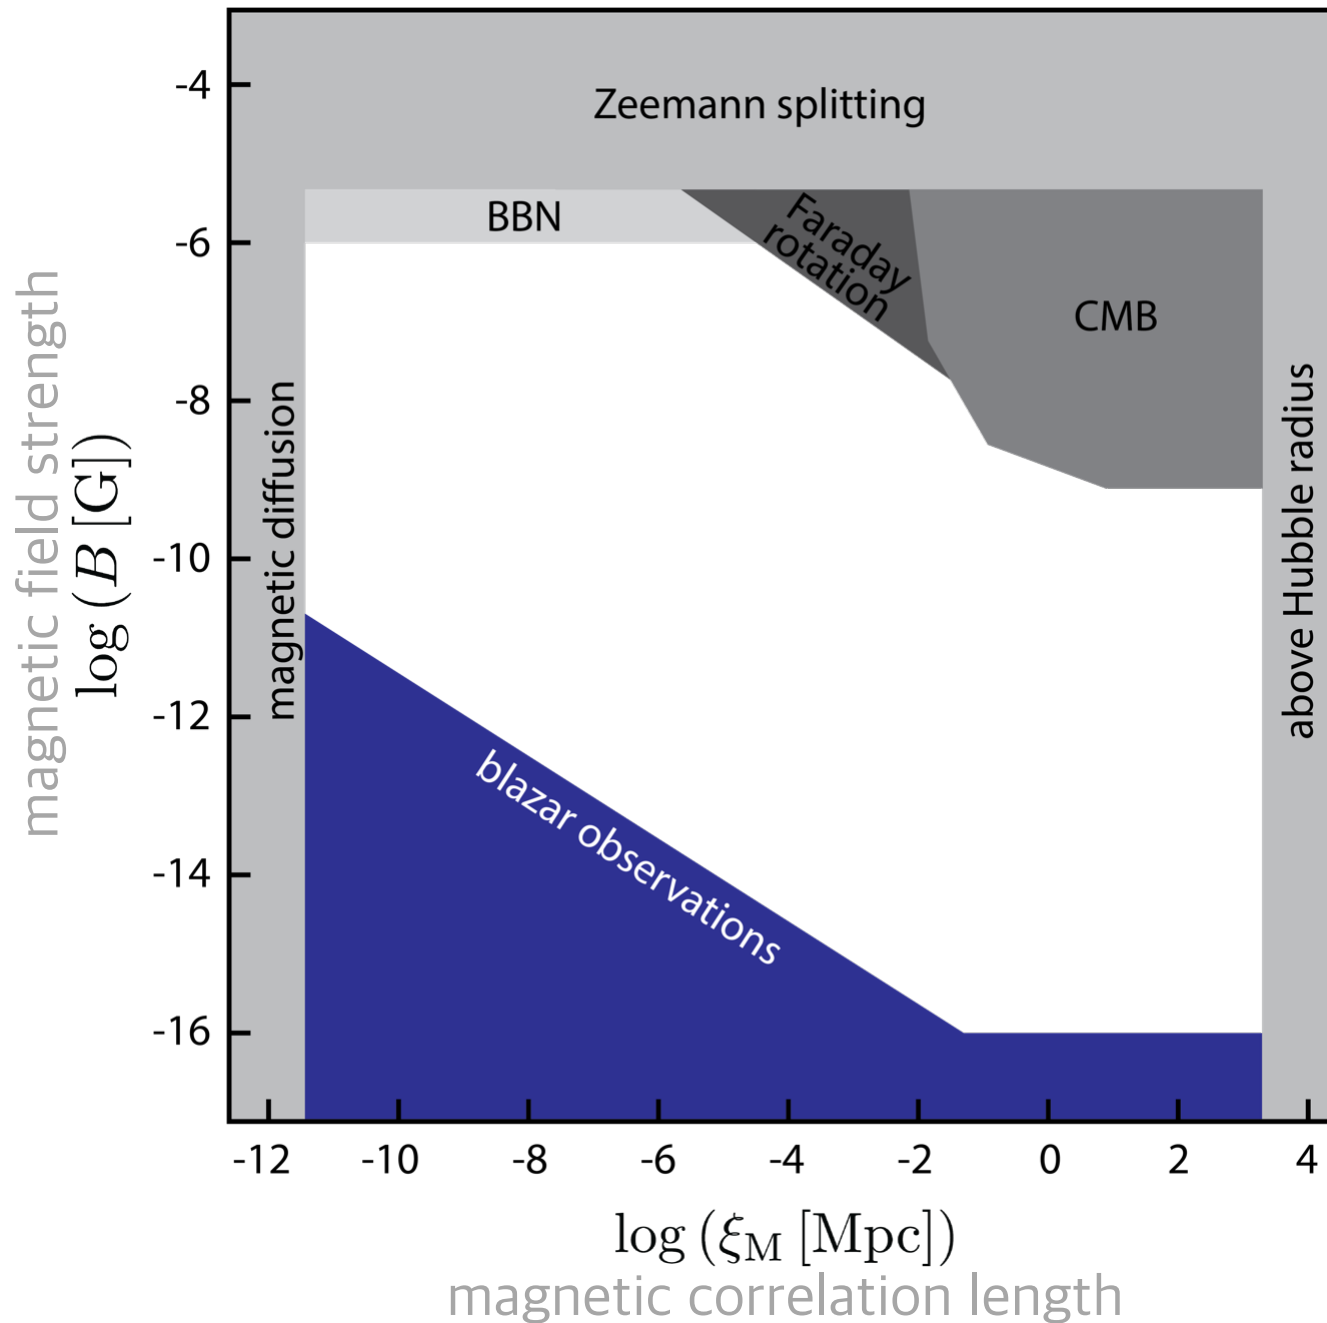 -4
-6
-8
-10
-12
-14
-16
magnetic field strength
log (B [G])
Zeemann splitting
BBN
Faraday
rotation
CMB
magnetic diffusion
above Hubble radius
blazar observations
-12 -10 -8 -6 -4 -2 0 2 4
log (ξ_M [Mpc])
magnetic correlation length